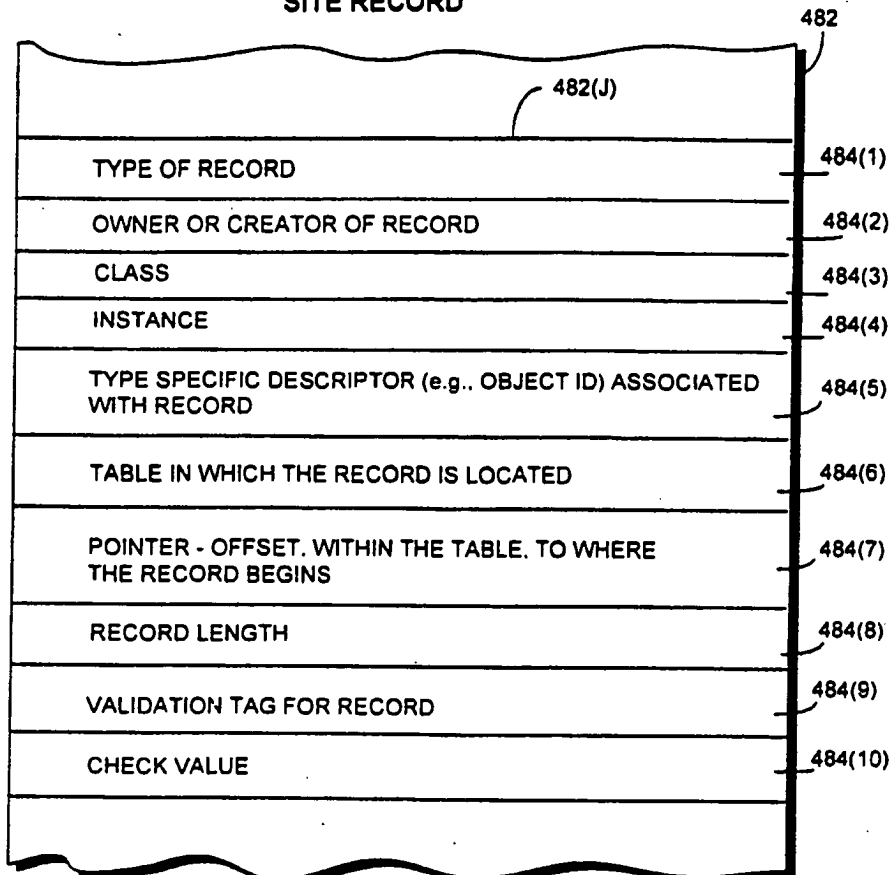 SITE RECORD
482
482(J)
TYPE OF RECORD
484(1)
OWNER OR CREATOR OF RECORD
484(2)
CLASS
484(3)
INSTANCE
484(4)
TYPE SPECIFIC DESCRIPTOR (e.g., OBJECT ID) ASSOCIATED
WITH RECORD
484(5)
TABLE IN WHICH THE RECORD IS LOCATED
484(6)
POINTER - OFFSET, WITHIN THE TABLE, TO WHERE
THE RECORD BEGINS
484(7)
RECORD LENGTH
484(8)
VALIDATION TAG FOR RECORD
484(9)
CHECK VALUE
484(10)